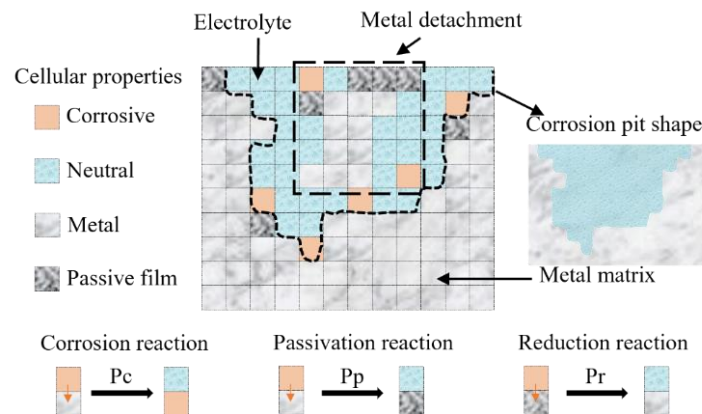 Electrolyte
Metal detachment
Cellular properties
Corrosive
Neutral
Metal
Passive film
Corrosion pit shape
Metal matrix
Corrosion reaction
Passivation reaction
Reduction reaction
Pc
Pp
Pr